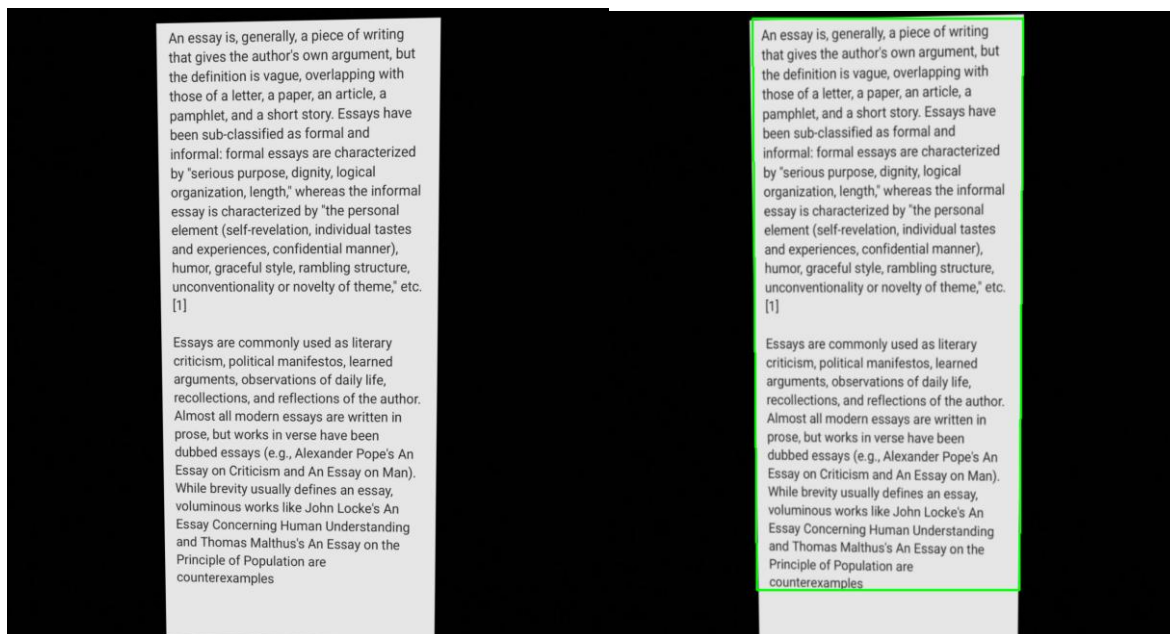 An essay is, generally, a piece of writing
that gives the author's own argument, but
the definition is vague, overlapping with
those of a letter, a paper, an article, a
pamphlet, and a short story. Essays have
been sub-classified as formal and
informal: formal essays are characterized
by "serious purpose, dignity, logical
organization, length," whereas the informal
essay is characterized by "the personal
element (self-revelation, individual tastes
and experiences, confidential manner),
humor, graceful style, rambling structure,
unconventionality or novelty of theme," etc.
[1]
Essays are commonly used as literary
criticism, political manifestos, learned
arguments, observations of daily life,
recollections, and reflections of the author.
Almost all modern essays are written in
prose, but works in verse have been
dubbed essays (e.g., Alexander Pope's An
Essay on Criticism and An Essay on Man).
While brevity usually defines an essay,
voluminous works like John Locke's An
Essay Concerning Human Understanding
and Thomas Malthus's An Essay on the
Principle of Population are
counterexamples
An essay is, generally, a piece of writing
that gives the author's own argument, but
the definition is vague, overlapping with
those of a letter, a paper, an article, a
pamphlet, and a short story. Essays have
been sub-classified as formal and
informal: formal essays are characterized
by "serious purpose, dignity, logical
organization, length," whereas the informal
essay is characterized by "the personal
element (self-revelation, individual tastes
and experiences, confidential manner),
humor, graceful style, rambling structure,
unconventionality or novelty of theme," etc.
[1]
Essays are commonly used as literary
criticism, political manifestos, learned
arguments, observations of daily life,
recollections, and reflections of the author.
Almost all modern essays are written in
prose, but works in verse have been
dubbed essays (e.g., Alexander Pope's An
Essay on Criticism and An Essay on Man).
While brevity usually defines an essay,
voluminous works like John Locke's An
Essay Concerning Human Understanding
and Thomas Malthus's An Essay on the
Principle of Population are
counterexamples